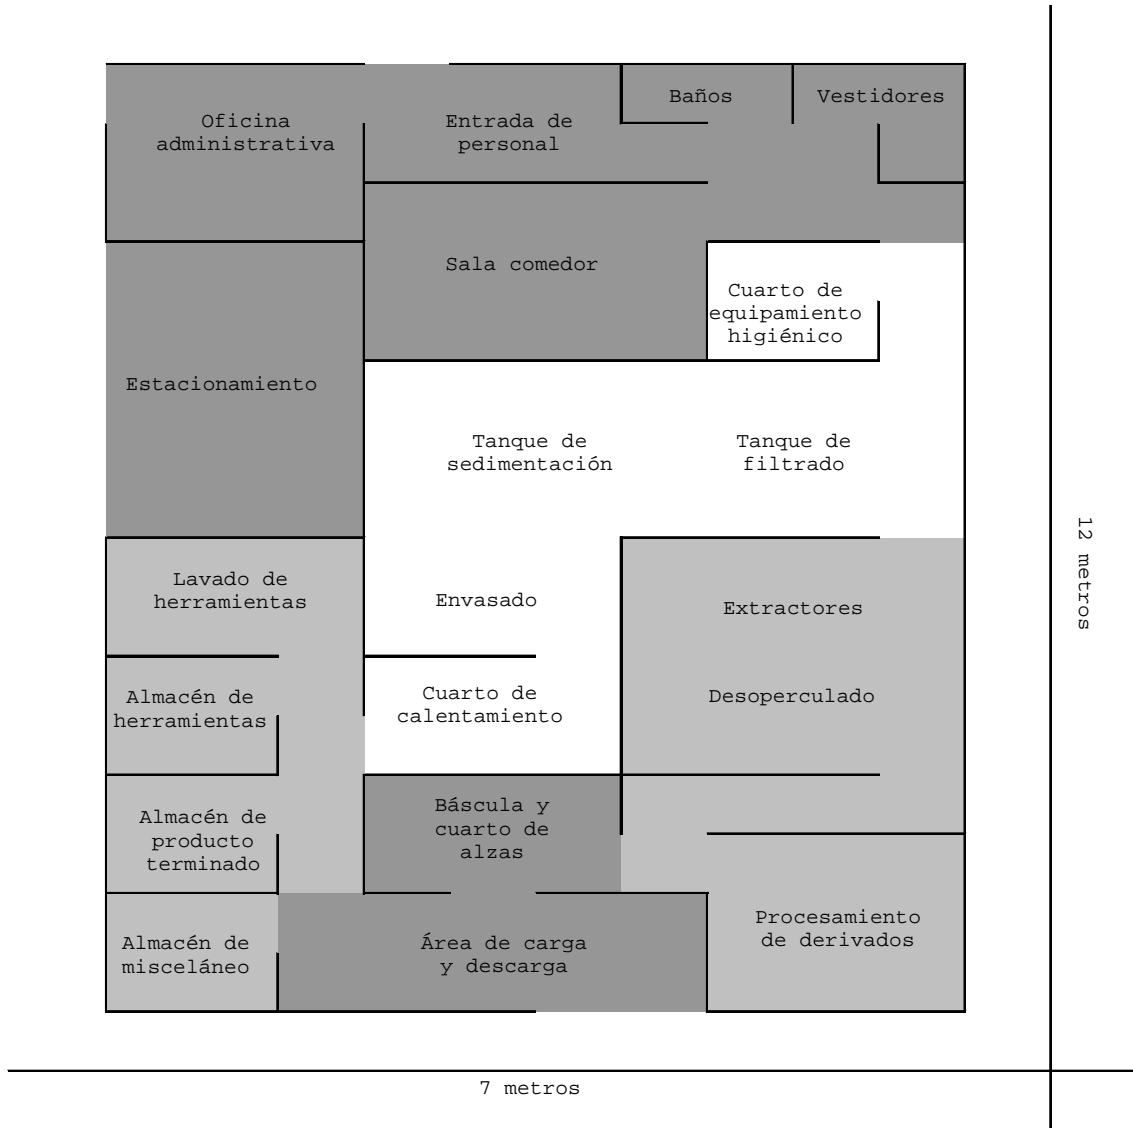 Baños
Vestidores
Oficina
administrativa
Entrada de
personal
Sala comedor
Cuarto de
equipamiento
higiénico
Estacionamiento
Tanque de
sedimentación
Tanque de
filtrado
12 metros
Lavado de
herramientas
Envasado
Extractores
Almacén de
herramientas
Cuarto de
calentamiento
Desoperculado
Almacén de
producto
terminado
Báscula y
cuarto de
alzas
Almacén de
misceláneo
Área de carga
y descarga
Procesamiento
de derivados
7 metros